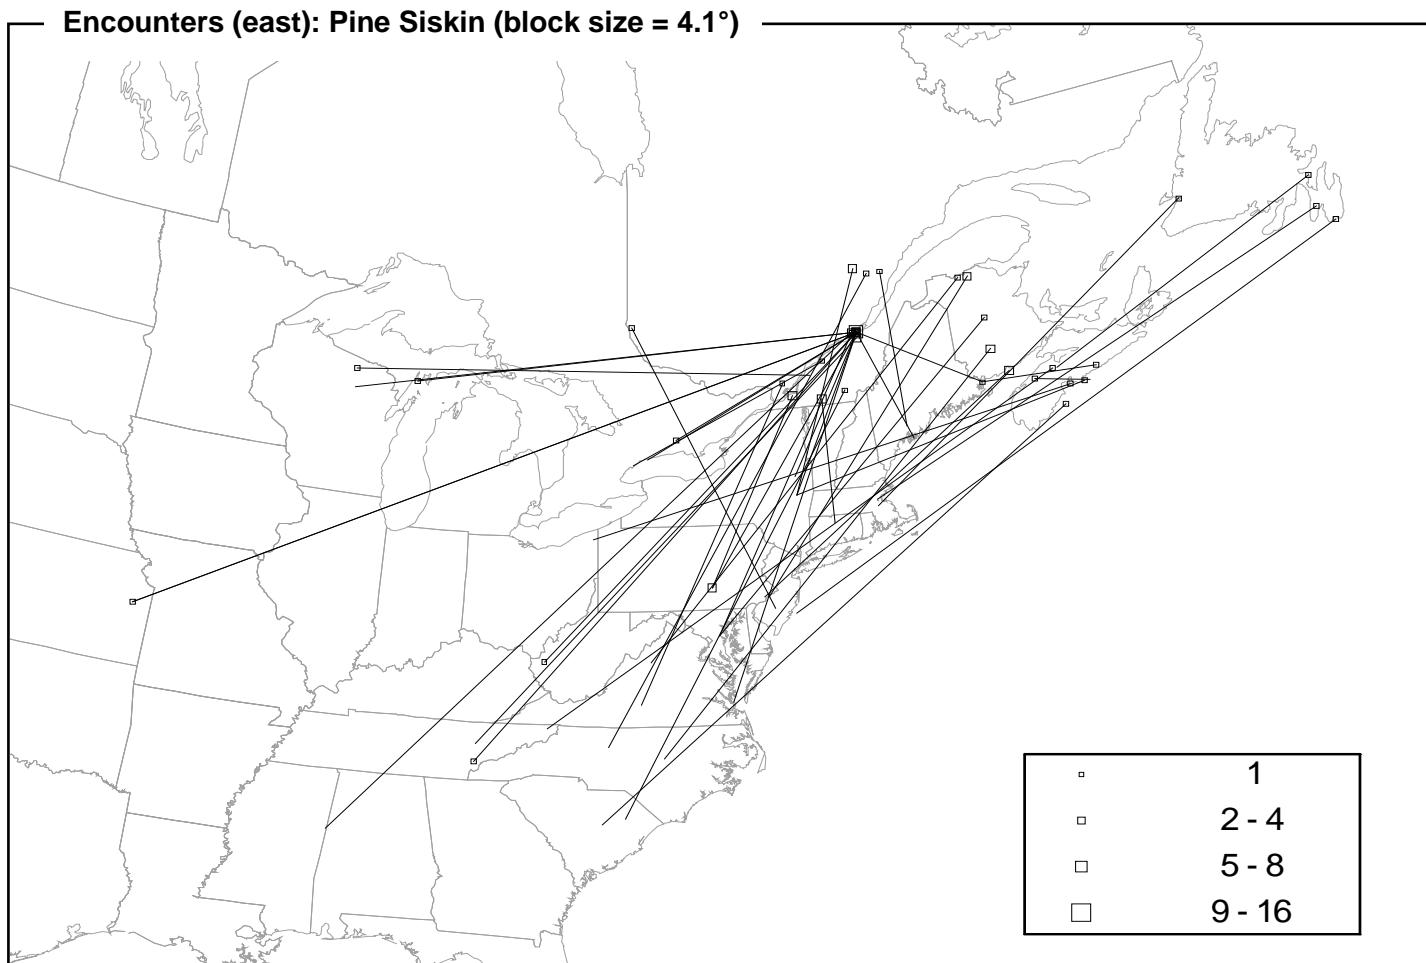 Encounters (east): Pine Siskin (block size = 4.1°)
1
2 - 4
5 - 8
9 - 16